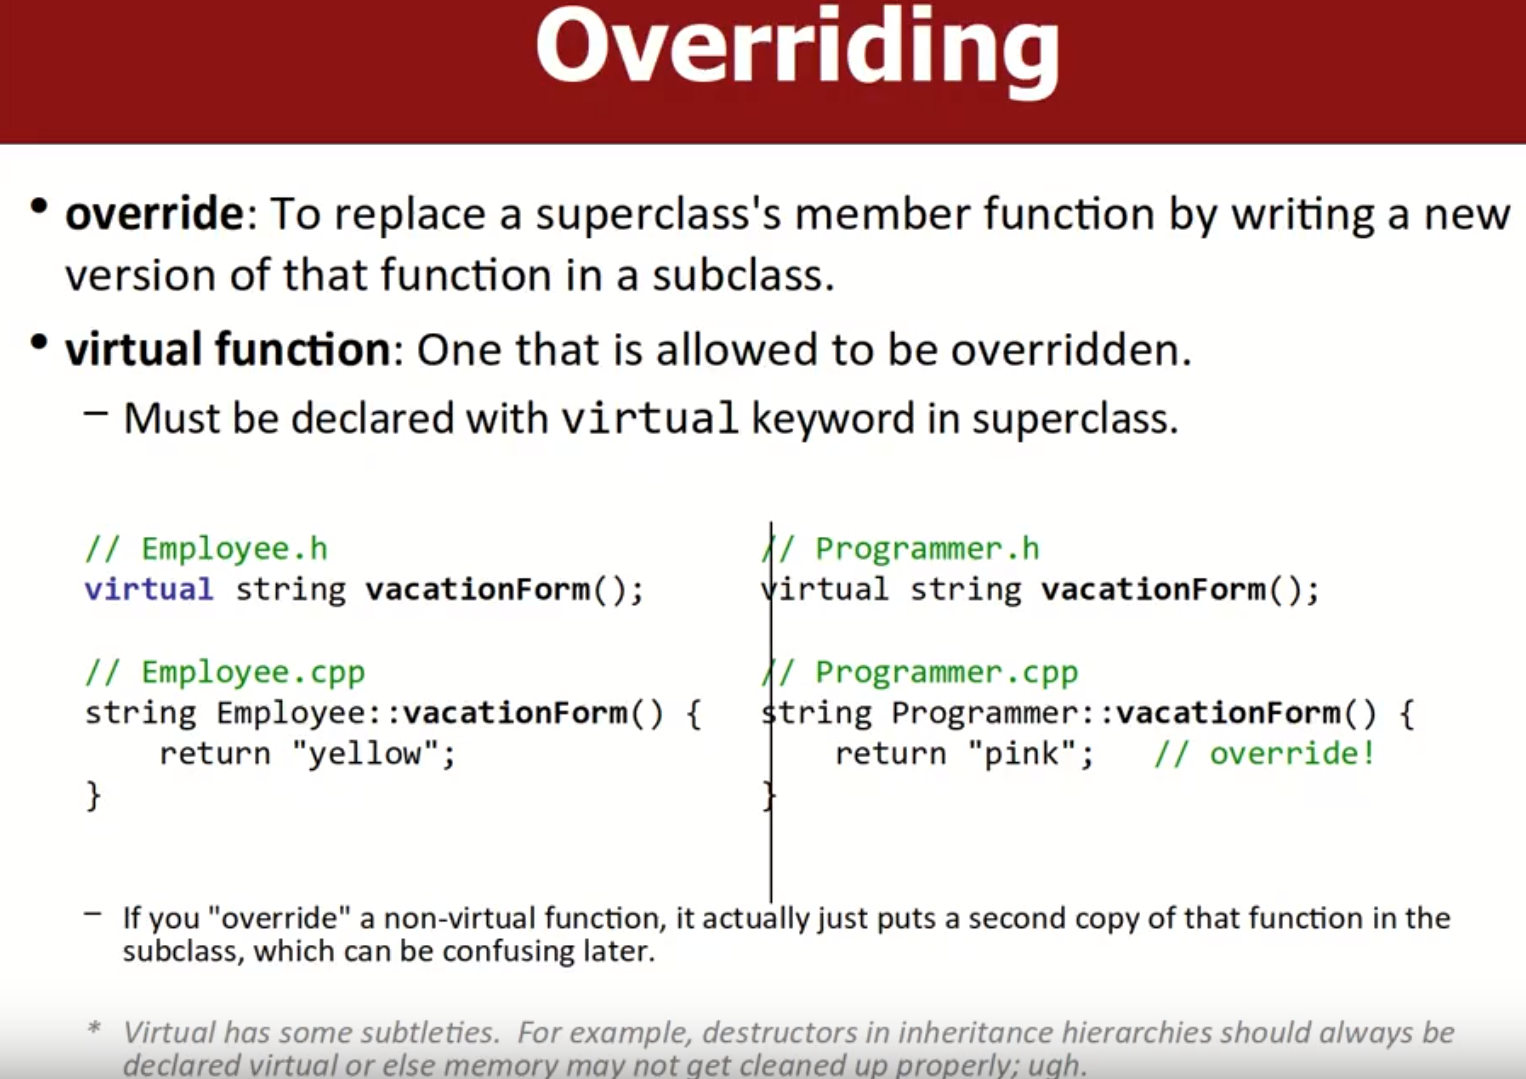 Overriding
• override: To replace a superclass's member function by writing a new
version of that function in a subclass.
• virtual function: One that is allowed to be overridden.
– Must be declared with virtual keyword in superclass.
// Employee.h
virtual string vacationForm();
// Employee.cpp
string Employee::vacationForm() {
    return "yellow";
}
// Programmer.h
virtual string vacationForm();
// Programmer.cpp
string Programmer::vacationForm() {
    return "pink";   // override!
}
– If you "override" a non-virtual function, it actually just puts a second copy of that function in the
subclass, which can be confusing later.
* Virtual has some subtleties. For example, destructors in inheritance hierarchies should always be
declared virtual or else memory may not get cleaned up properly; ugh.